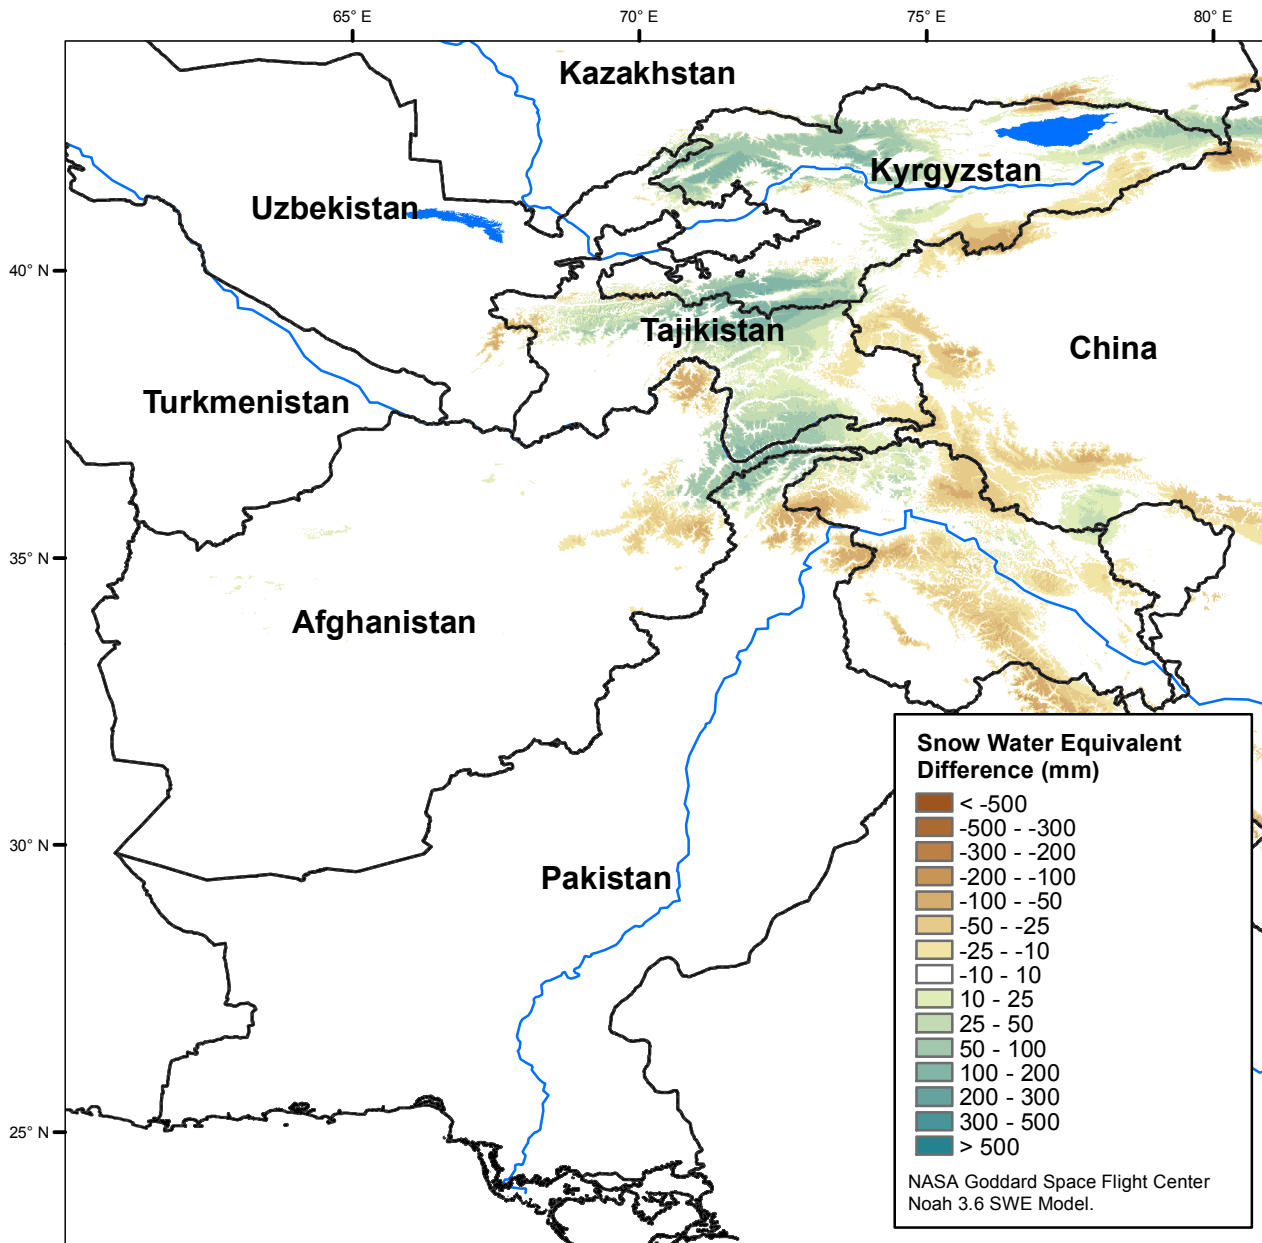 65° E
70° E
75° E
80° E
Kazakhstan
Kyrgyzstan
Uzbekistan
40° N
Tajikistan
China
Turkmenistan
35° N
Afghanistan
Snow Water Equivalent
Difference (mm)
< -500
-500 - -300
-300 - -200
-200 - -100
-100 - -50
-50 - -25
-25 - -10
-10 - 10
10 - 25
25 - 50
50 - 100
100 - 200
200 - 300
300 - 500
> 500
NASA Goddard Space Flight Center
Noah 3.6 SWE Model.
30° N
Pakistan
25° N